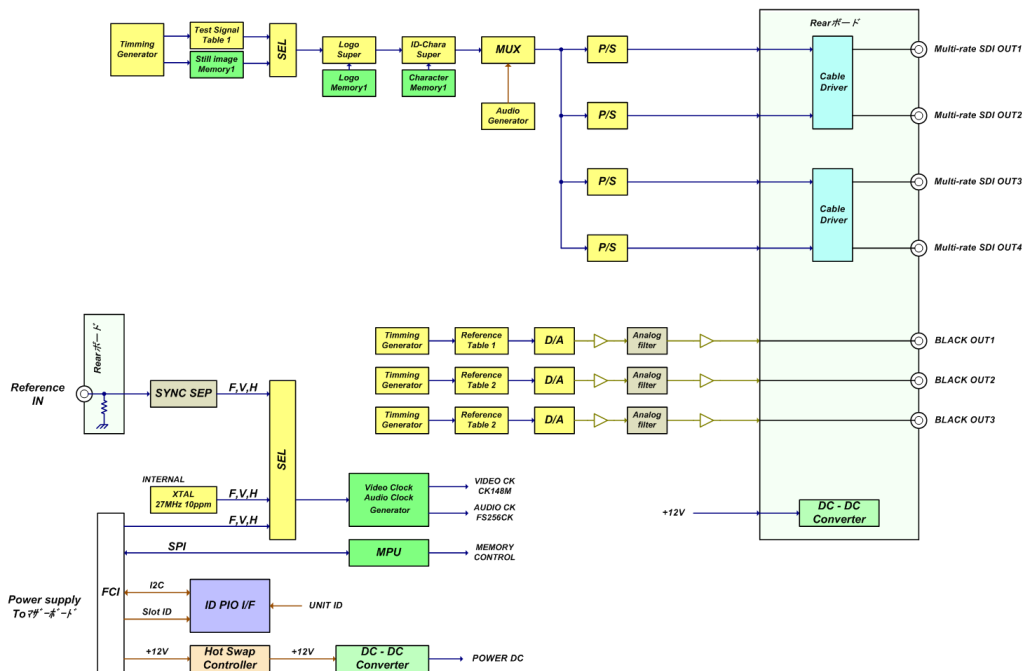 Timming
Generator
Test Signal
Table 1
Still image
Memory1
SEL
Logo
Super
Logo
Memory1
ID-Chara
Super
Character
Memory1
MUX
Audio
Generator
P/S
P/S
P/S
P/S
Rearボード
Cable
Driver
Cable
Driver
Multi-rate SDI OUT1
Multi-rate SDI OUT2
Multi-rate SDI OUT3
Multi-rate SDI OUT4
Timming
Generator
Reference
Table 1
D/A
Analog
filter
BLACK OUT1
Timming
Generator
Reference
Table 2
D/A
Analog
filter
BLACK OUT2
Timming
Generator
Reference
Table 2
D/A
Analog
filter
BLACK OUT3
+12V
DC - DC
Converter
Rearボード
Reference
IN
SYNC SEP
F,V,H
SEL
INTERNAL
XTAL
27MHz 10ppm
F,V,H
F,V,H
Video Clock
Audio Clock
Generator
VIDEO CK
CK148M
AUDIO CK
FS256CK
SPI
MPU
MEMORY
CONTROL
FCI
Power supply
Toマザーボード
I2C
Slot ID
ID PIO I/F
UNIT ID
+12V
Hot Swap
Controller
+12V
DC - DC
Converter
POWER DC